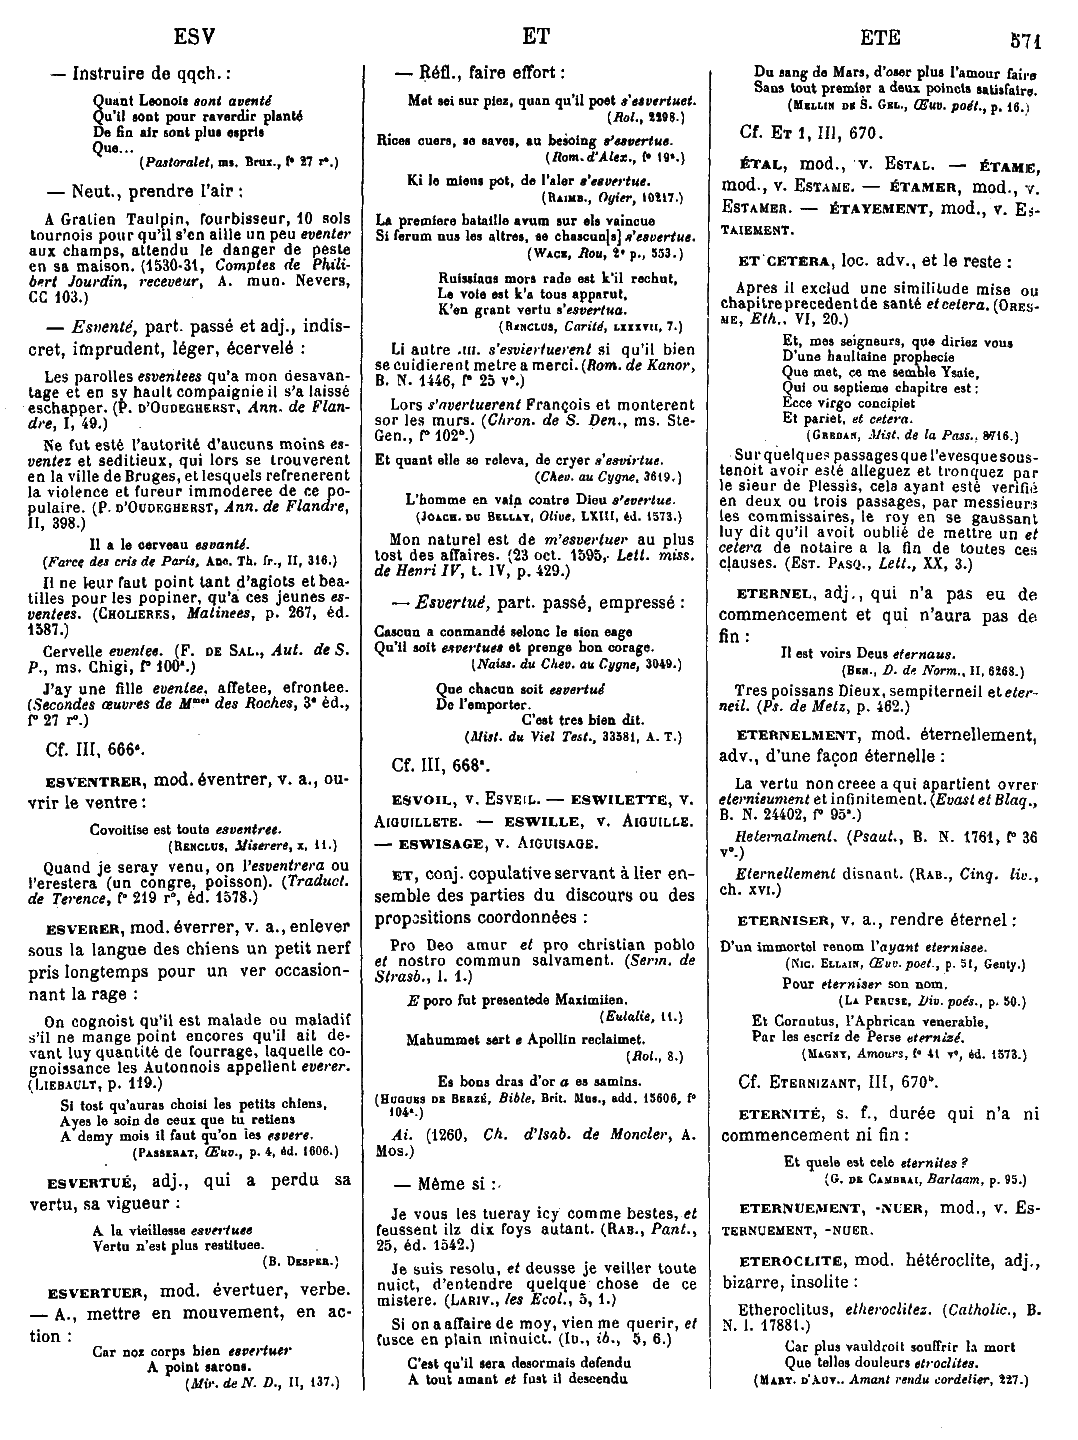 ESV
ET
ETE
571
— Instruire de qqch. :
Quant Leonois sont aventé
Qu'il sont pour raverdir planté
De fin air sont plus espris
Que...
(Pastoralet, ms. Brux., f° 27 r°.)
— Neut., prendre l'air :
A Gratien Taulpin, fourbisseur, 10 sols
tournois pour qu'il s'en aille un peu eventer
aux champs, attendu le danger de peste
en sa maison. (1530-31, Comptes de Phili-
bert Jourdin, receveur, A. mun. Nevers,
CC 103.)
— Esventé, part. passé et adj., indis-
cret, imprudent, léger, écervelé :
Les parolles esventees qu'a mon desavan-
tage et en sy hault compaignie il s'a laissé
eschapper. (P. D'OUDEGHERST, Ann. de Flan-
dre, I, 49.)
Ne fut esté l'autorité d'aucuns moins es-
ventez et seditieux, qui lors se trouverent
en la ville de Bruges, et lesquels refrenerent
la violence et fureur immoderee de ce po-
pulaire. (P. D'OUDEGHERST, Ann. de Flandre,
II, 398.)
Il a le cerveau esvanté.
(Farce des cris de Paris, Anc. Th. fr., II, 316.)
Il ne leur faut point tant d'agiots et bea-
tilles pour les popiner, qu'a ces jeunes es-
ventees. (CHOLIERES, Matinees, p. 267, éd.
1587.)
Cervelle eventee. (F. DE SAL., Aut. de S.
P., ms. Chigi, f° 100ª.)
J'ay une fille eventee, affetee, efrontee.
(Secondes œuvres de Mmes des Roches, 3e éd.,
f° 27 r°.)
Cf. III, 666ª.
ESVENTRER, mod. éventrer, v. a., ou-
vrir le ventre :
Covoitise est toute esventree.
(RENCLUS, Miserere, X, 11.)
Quand je seray venu, on l'esventrera ou
l'erestera (un congre, poisson). (Traduct.
de Terence, f° 219 r°, éd. 1578.)
ESVERER, mod. éverrer, v. a., enlever
sous la langue des chiens un petit nerf
pris longtemps pour un ver occasion-
nant la rage :
On cognoist qu'il est malade ou maladif
s'il ne mange point encores qu'il ait de-
vant luy quantité de fourrage, laquelle co-
gnoissance les Autonnois appellent everer.
(LIEBAULT, p. 119.)
Si tost qu'auras choisi les petits chiens,
Ayes le soin de ceux que tu retiens
A demy mois il faut qu'on les esvere.
(PASSERAT, Œuv., p. 4, éd. 1606.)
ESVERTUÉ, adj., qui a perdu sa
vertu, sa vigueur :
A la vieillesse esvertuee
Vertu n'est plus restituee.
(B. DESPER.)
ESVERTUER, mod. évertuer, verbe.
— A., mettre en mouvement, en ac-
tion :
Car noz corps bien esvertuer
A point sarons.
(Mir. de N. D., II, 137.)
— Réfl., faire effort :
Met sei sur piez, quan qu'il poet s'esvertuet.
(Rol., 2298.)
Rices cuers, se saves, au besoing s'esvertue.
(Rom. d'Alex., f° 19ª.)
Ki le miens pot, de l'aler s'esvertue.
(RAIMB., Ogier, 10217.)
La premiere bataille avum sur els vaincue
Si ferum nus les altres, se chascun[s] s'esvertue.
(WACE, Rou, 2e p., 553.)
Ruissiaus mors rade est k'il rechut,
Le voie est k'a tous apparut,
K'en grant vertu s'esvertua.
(RENCLUS, Carité, LXXXVII, 7.)
Li autre .III. s'esviertuerent si qu'il bien
se cuidierent metre a merci. (Rom. de Kanor,
B. N. 1446, f° 25 v°.)
Lors s'avertuerent François et monterent
sor les murs. (Chron. de S. Den., ms. Ste-
Gen., f° 102ª.)
Et quant elle se releva, de cryer s'esvirtue.
(Chev. au Cygne, 3619.)
L'homme en vain contre Dieu s'evertue.
(JOACH. DU BELLAY, Olive, LXIII, éd. 1573.)
Mon naturel est de m'esvertuer au plus
tost des affaires. (23 oct. 1595, Lett. miss.
de Henri IV, t. IV, p. 429.)
— Esvertué, part. passé, empressé :
Cascun a conmandé selonc le sien eage
Qu'il soit esvertues et prenge bon corage.
(Naiss. du Chev. au Cygne, 3049.)
Que chacun soit esvertué
De l'emporter.
C'est tres bien dit.
(Mist. du Viel Test., 33581, A. T.)
Cf. III, 668ª.
ESVOIL, V. ESVEIL. — ESWILETTE, V.
AIGUILLETE. — ESWILLE, V. AIGUILLE.
— ESWISAGE, V. AIGUISAGE.
ET, conj. copulative servant à lier en-
semble des parties du discours ou des
propositions coordonnées :
Pro Deo amur et pro christian poblo
et nostro commun salvament. (Serm. de
Strasb., l. 1.)
E poro fut presentede Maximiien.
(Eulalie, 11.)
Mahummet sert e Apollin reclaimet.
(Rol., 8.)
Es bons dras d'or a es samins.
(HUGUES DE BERZÉ, Bible, Brit. Mus., add. 15606, f°
104ª.)
Ai. (1260, Ch. d'Isab. de Moncler, A.
Mos.)
— Même si :
Je vous les tueray icy comme bestes, et
feussent ilz dix foys autant. (RAB., Pant.,
25, éd. 1542.)
Je suis resolu, et deusse je veiller toute
nuict, d'entendre quelque chose de ce
mistere. (LARIV., les Ecol., 5, 1.)
Si on a affaire de moy, vien me querir, et
fusce en plain minuict. (ID., ib., 5, 6.)
C'est qu'il sera desormais defendu
A tout amant et fust il descendu
Du sang de Mars, d'oser plus l'amour faire
Sans tout premier a deux poincts satisfaire.
(MELLIN DE S. GEL., Œuv. poét., p. 16.)
Cf. ET 1, III, 670.
ÉTAL, mod., v. ESTAL. — ÉTAME,
mod., v. ESTAME. — ÉTAMER, mod., v.
ESTAMER. — ÉTAYEMENT, mod., v. ES-
TAIEMENT.
ET CETERA, loc. adv., et le reste :
Apres il exclud une similitude mise ou
chapitre precedent de santé et cetera. (ORES-
ME, Eth., VI, 20.)
Et, mes seigneurs, que diriez vous
D'une haultaine prophecie
Que met, ce me semble Ysaie,
Qui ou septieme chapitre est :
Ecce virgo concipiet
Et pariet, et cetera.
(GREBAN, Mist. de la Pass., 8716.)
Sur quelques passages que l'evesque sous-
tenoit avoir esté alleguez et tronquez par
le sieur de Plessis, cela ayant esté verifié
en deux ou trois passages, par messieurs
les commissaires, le roy en se gaussant
luy dit qu'il avoit oublié de mettre un et
cetera de notaire a la fin de toutes ces
clauses. (EST. PASQ., Lett., XX, 3.)
ETERNEL, adj., qui n'a pas eu de
commencement et qui n'aura pas de
fin :
Il est voirs Deus eternaus.
(BEN., D. de Norm., II, 6268.)
Tres poissans Dieux, sempiterneil et eter-
neil. (Ps. de Metz, p. 462.)
ETERNELMENT, mod. éternellement,
adv., d'une façon éternelle :
La vertu non creee a qui apartient ovrer
eternieument et infinitement. (Evast et Blaq.,
B. N. 24402, f° 95ª.)
Heternalment. (Psaut., B. N. 1761, f° 36
v°.)
Eternellement disnant. (RAB., Cinq. liv.,
ch. XVI.)
ETERNISER, v. a., rendre éternel :
D'un immortel renom l'ayant eternisee.
(NIC. ELLAIN, Œuv. poet., p. 51, Genty.)
Pour eterniser son nom.
(LA PERUSE, Div. poés., p. 50.)
Et Cornutus, l'Aphrican venerable,
Par les escriz de Perse eternizé.
(MAGNY, Amours, f° 41 v°, éd. 1573.)
Cf. ETERNIZANT, III, 670b.
ETERNITÉ, s. f., durée qui n'a ni
commencement ni fin :
Et quele est cele eternites ?
(G. DE CAMBRAI, Barlaam, p. 95.)
ETERNUEMENT, -NUER, mod., v. ES-
TERNUEMENT, -NUER.
ETEROCLITE, mod. hétéroclite, adj.,
bizarre, insolite :
Etheroclitus, etheroclitez. (Catholic., B.
N. l. 17881.)
Car plus vauldroit souffrir la mort
Que telles douleurs etroclites.
(MART. D'AUV., Amant rendu cordelier, 227.)